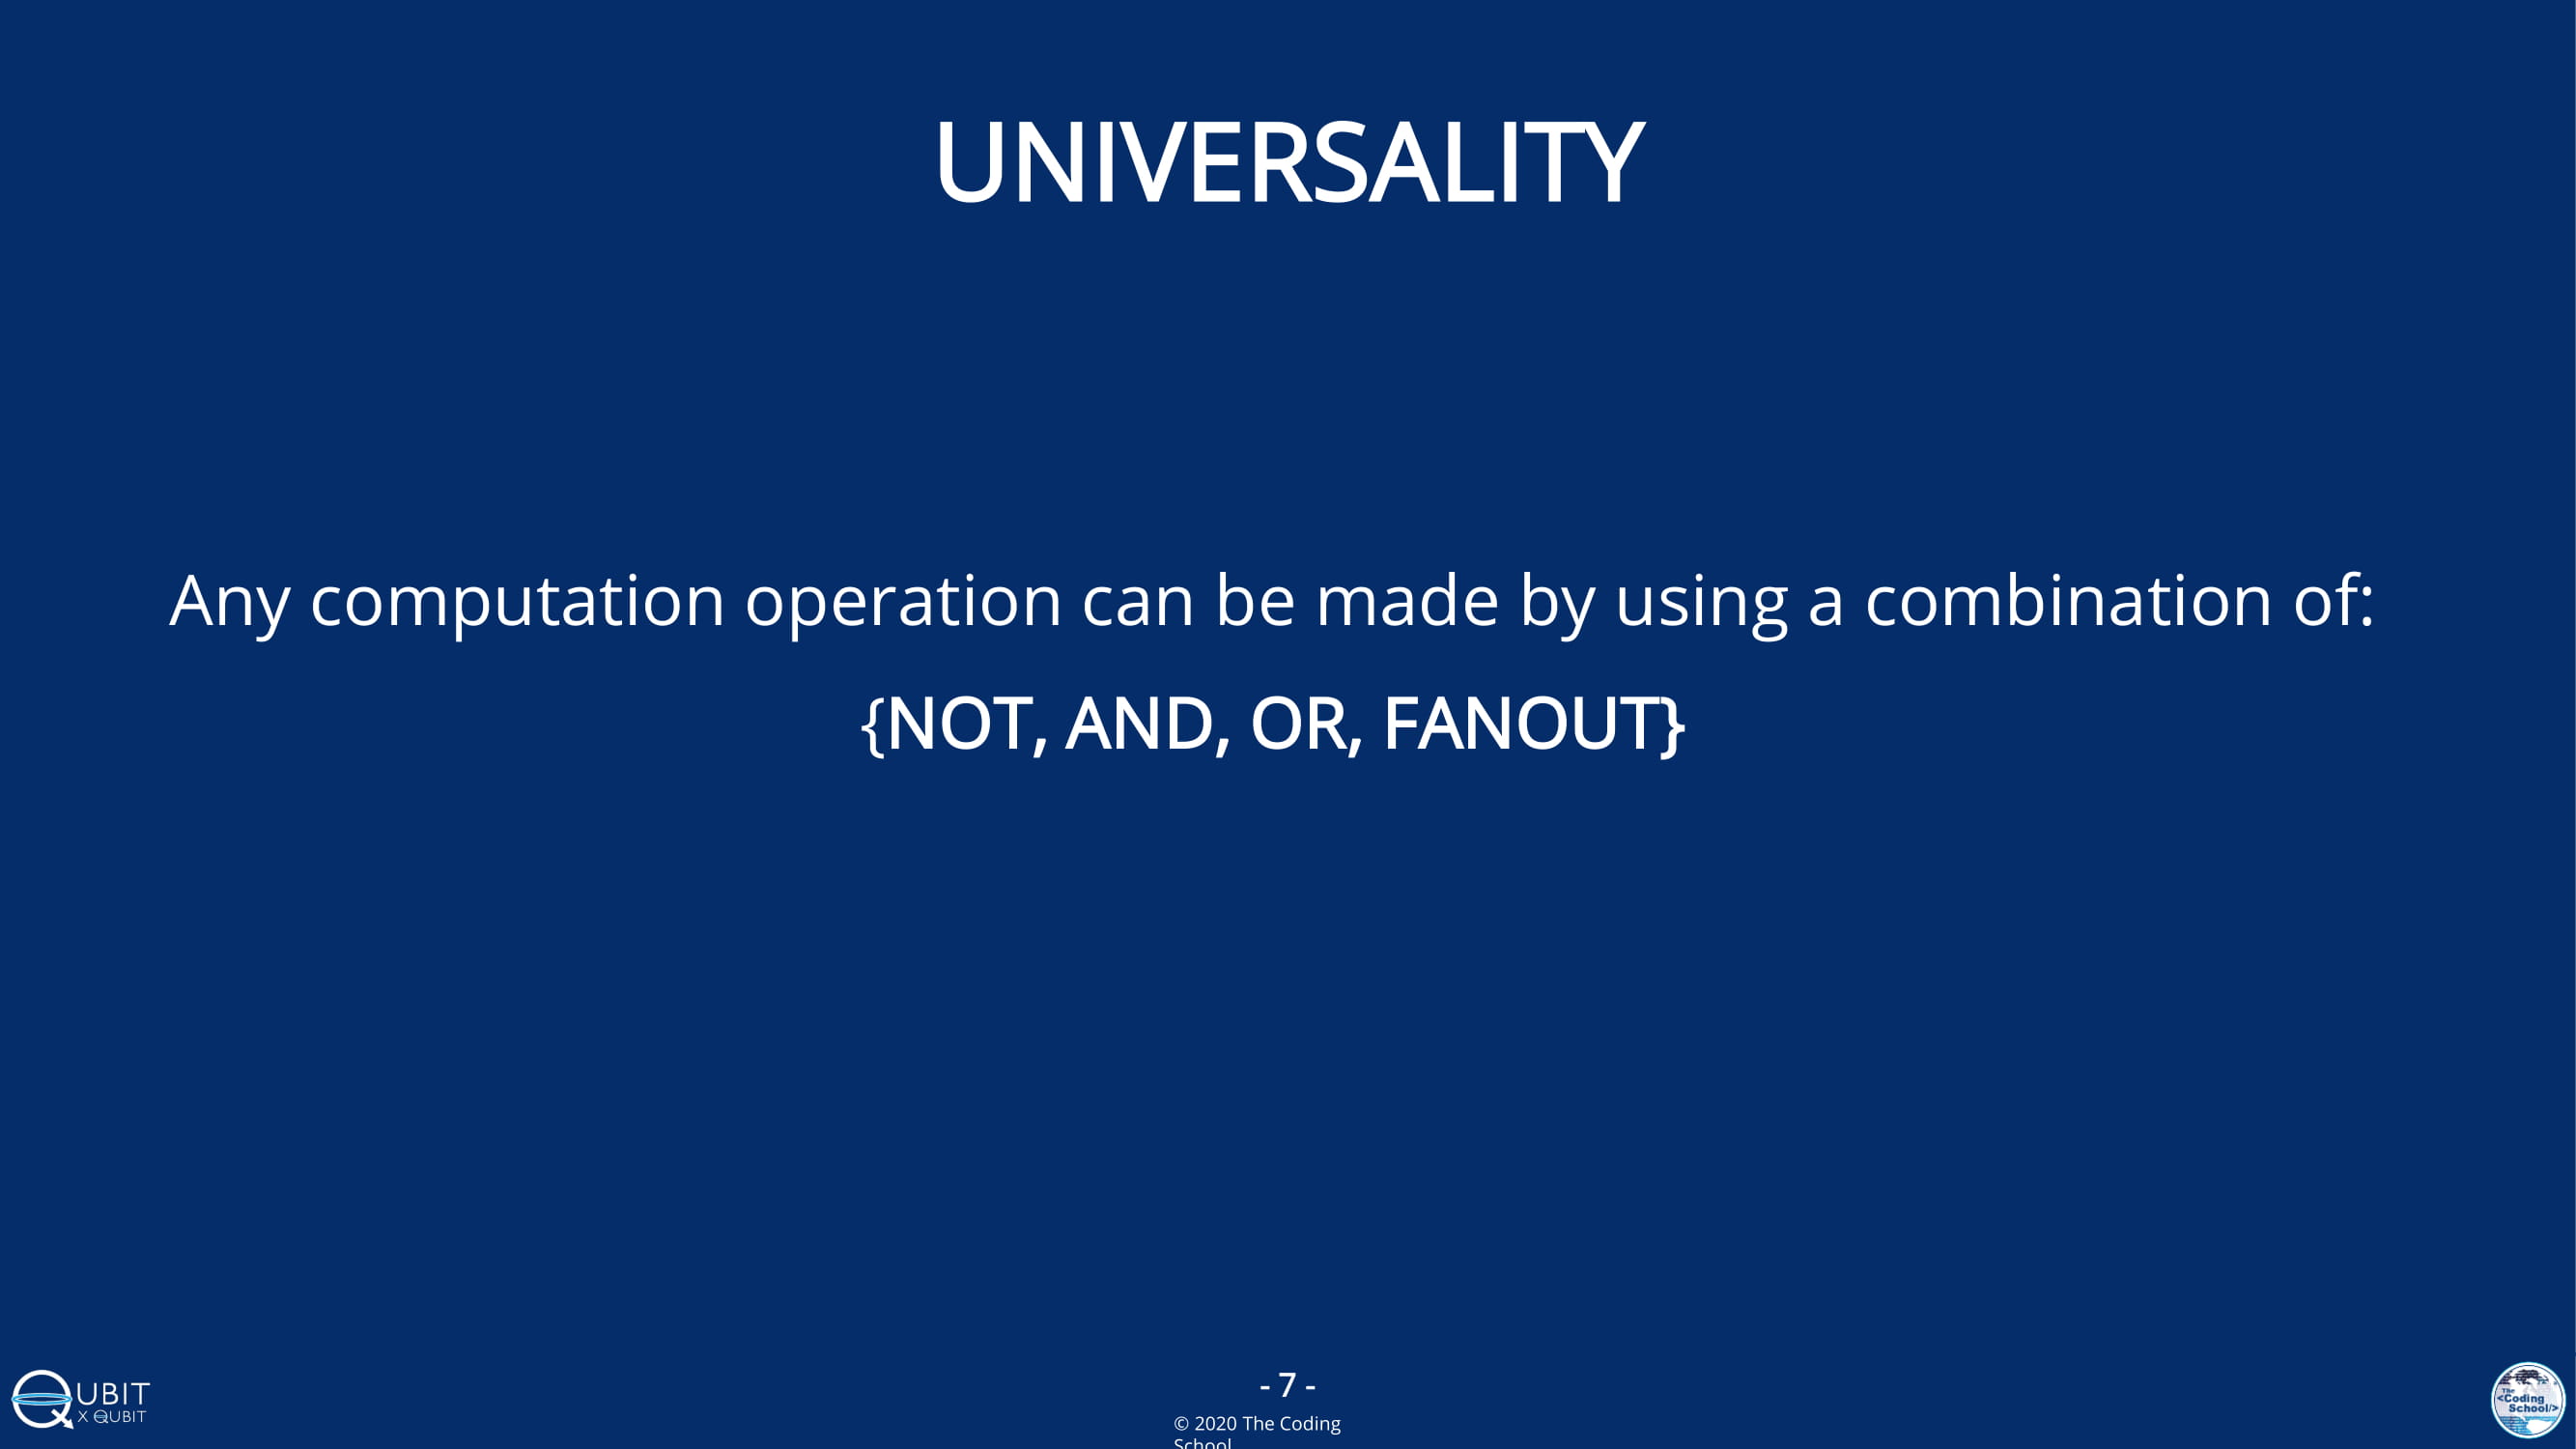 UNIVERSALITY
Any computation operation can be made by using a combination of:
{NOT, AND, OR, FANOUT}
- 7 -
© 2020 The Coding
School
QUBIT
X QUBIT
The
<Coding
School/>